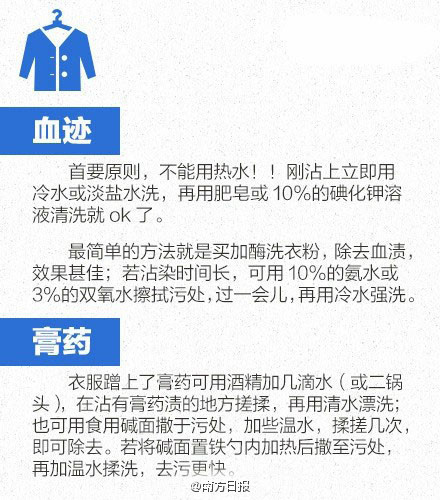 血迹
首要原则，不能用热水！！刚沾上立即用
冷水或淡盐水洗，再用肥皂或10%的碘化钾溶
液清洗就ok了。
最简单的方法就是买加酶洗衣粉，除去血渍，
效果甚佳；若沾染时间长，可用10%的氨水或
3%的双氧水擦拭污处，过一会儿，再用冷水强洗。
膏药
衣服蹭上了膏药可用酒精加几滴水（或二锅
头），在沾有膏药渍的地方搓揉，再用清水漂洗；
也可用食用碱面撒于污处，加些温水，揉搓几次，
即可除去。若将碱面置铁勺内加热后撒至污处，
再加温水揉洗，去污更快。
@南方日报